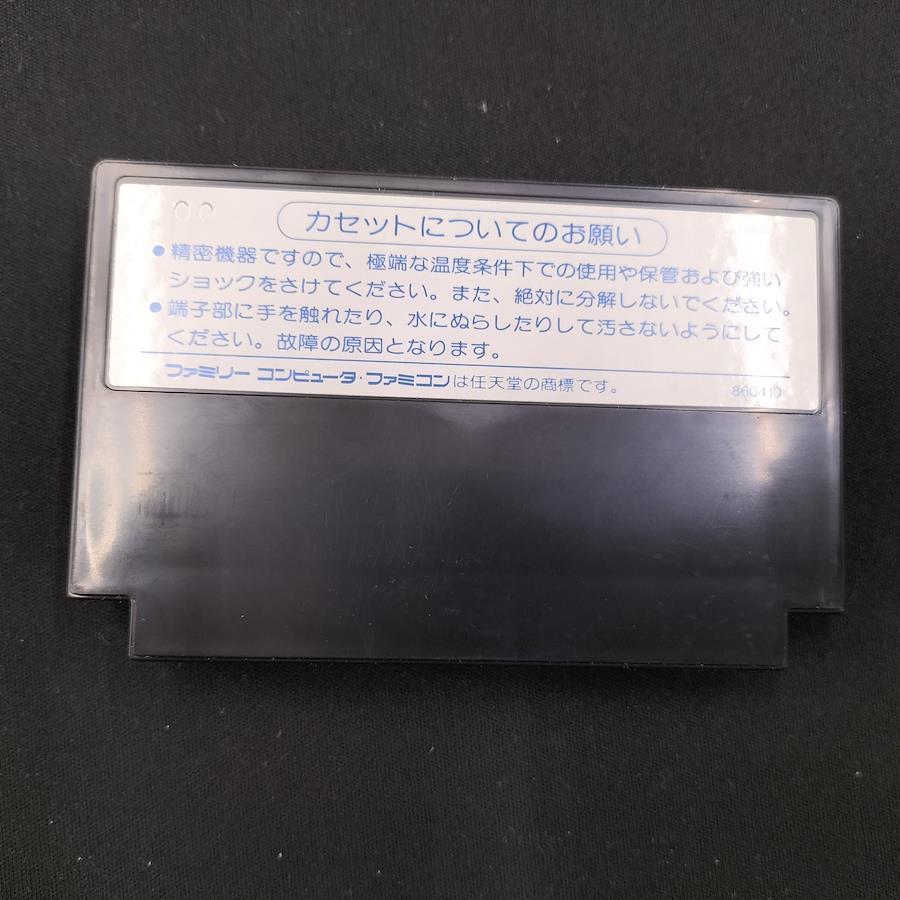 カセットについてのお願い
●精密機器ですので、極端な温度条件下での使用や保管および強い
ショックをさけてください。また、絶対に分解しないでください。
●端子部に手を触れたり、水にぬらしたりして汚さないようにして
ください。故障の原因となります。
ファミリー コンピュータ・ファミコンは任天堂の商標です。
860410